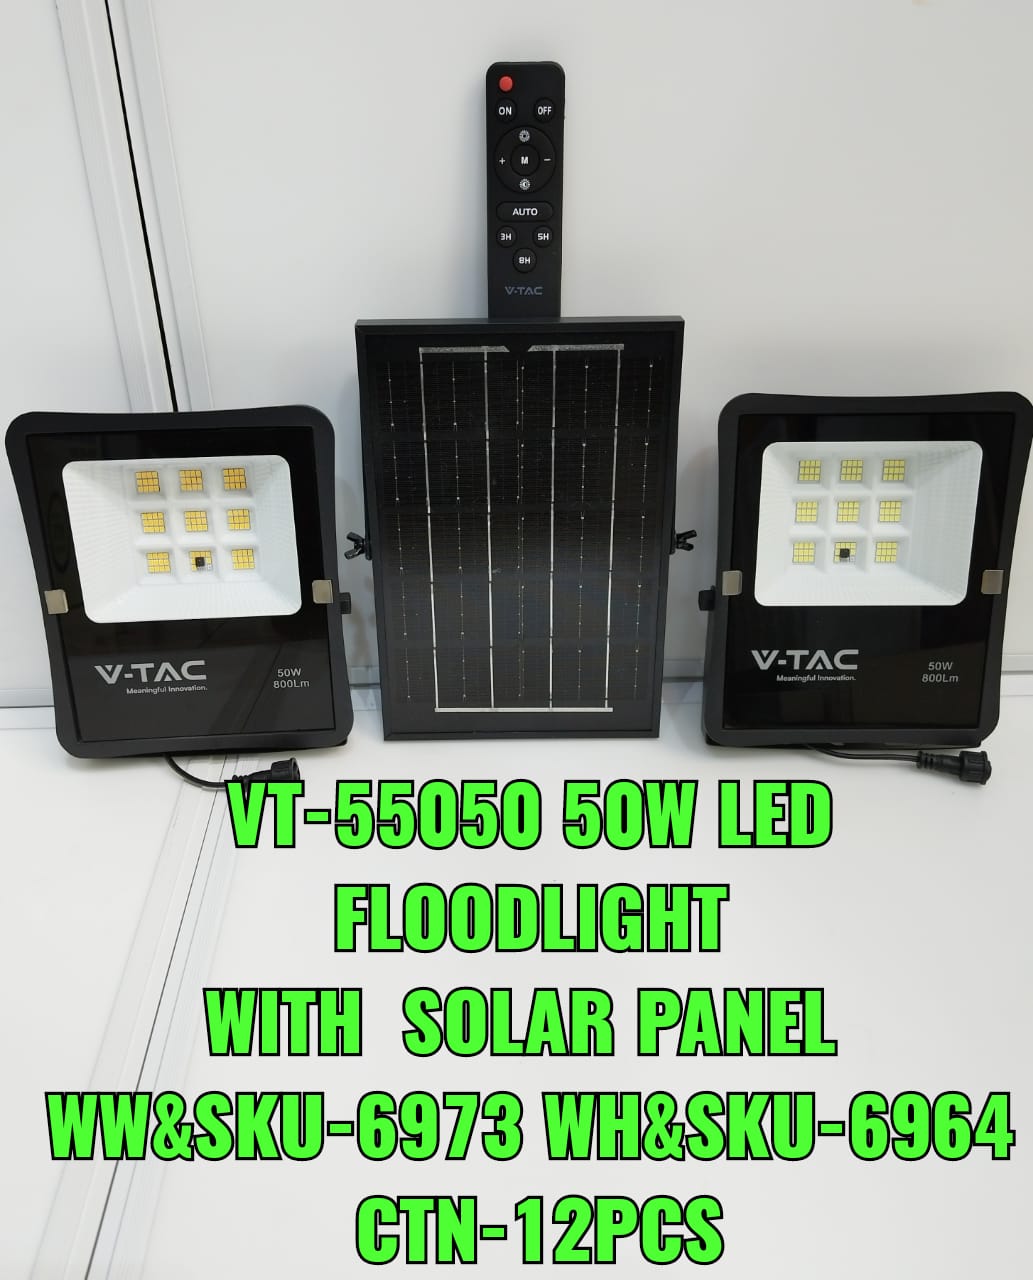 ON OFF
+ M -
AUTO
3H 5H
8H
V-TAC
V-TAC
Meaningful Innovation.
50W
800Lm
V-TAC
Meaningful Innovation.
50W
800Lm
VT-55050 50W LED
FLOODLIGHT
WITH SOLAR PANEL
WW&SKU-6973 WH&SKU-6964
CTN-12PCS